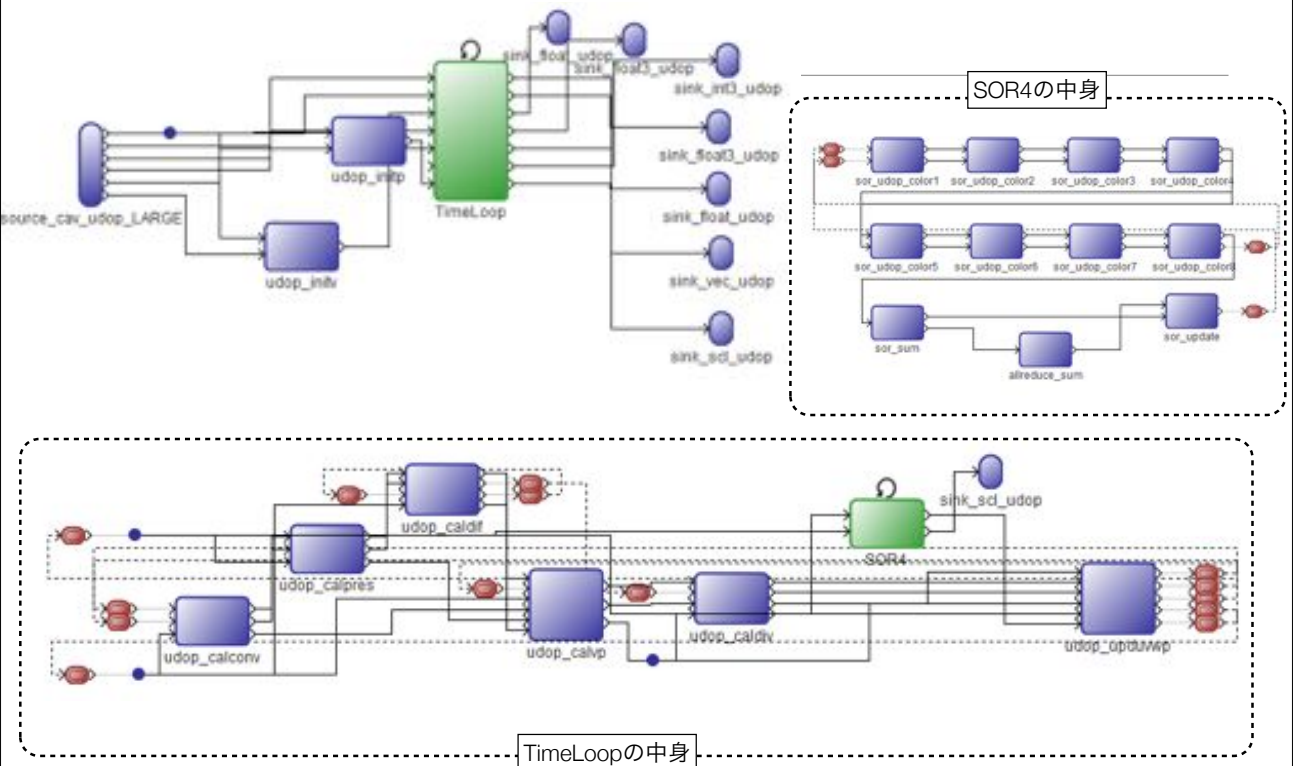 sink_float_udop
sink_float3_udop
sink_int3_udop
source_cav_udop_LARGE
udop_initp
TimeLoop
sink_float3_udop
sink_float_udop
udop_initv
sink_vec_udop
sink_scl_udop
SOR4の中身
sor_udop_color1
sor_udop_color2
sor_udop_color3
sor_udop_color4
sor_udop_color5
sor_udop_color6
sor_udop_color7
sor_udop_color8
sor_sum
allreduce_sum
sor_update
udop_caldif
udop_calpres
udop_calconv
udop_calvp
udop_caldiv
SOR4
sink_scl_udop
udop_upduvwp
TimeLoopの中身